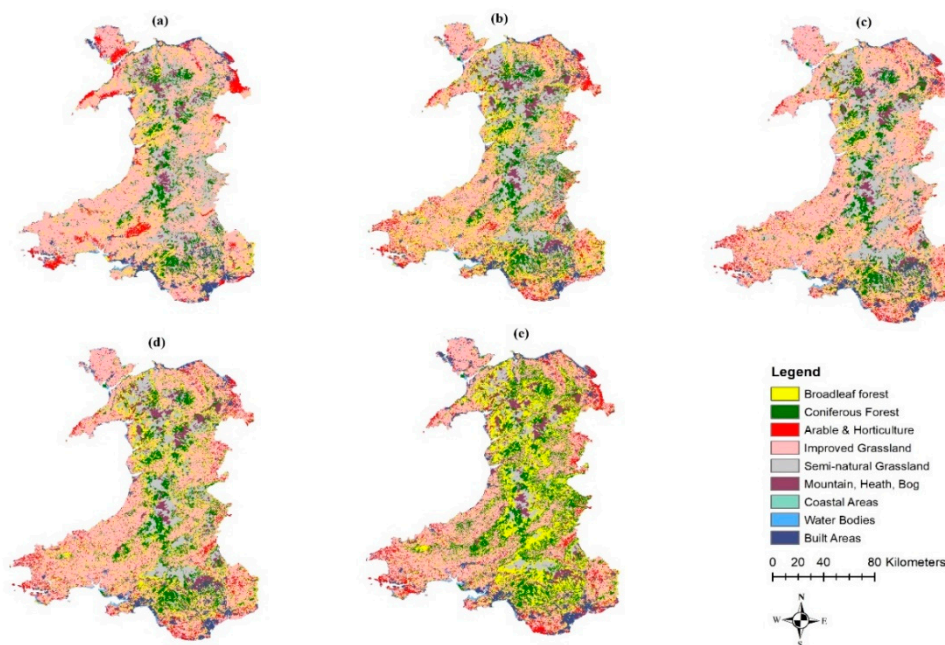 (a)
(b)
(c)
(d)
(e)
Legend
Broadleaf forest
Coniferous Forest
Arable & Horticulture
Improved Grassland
Semi-natural Grassland
Mountain, Heath, Bog
Coastal Areas
Water Bodies
Built Areas
0 20 40 80 Kilometers
N
W E
S